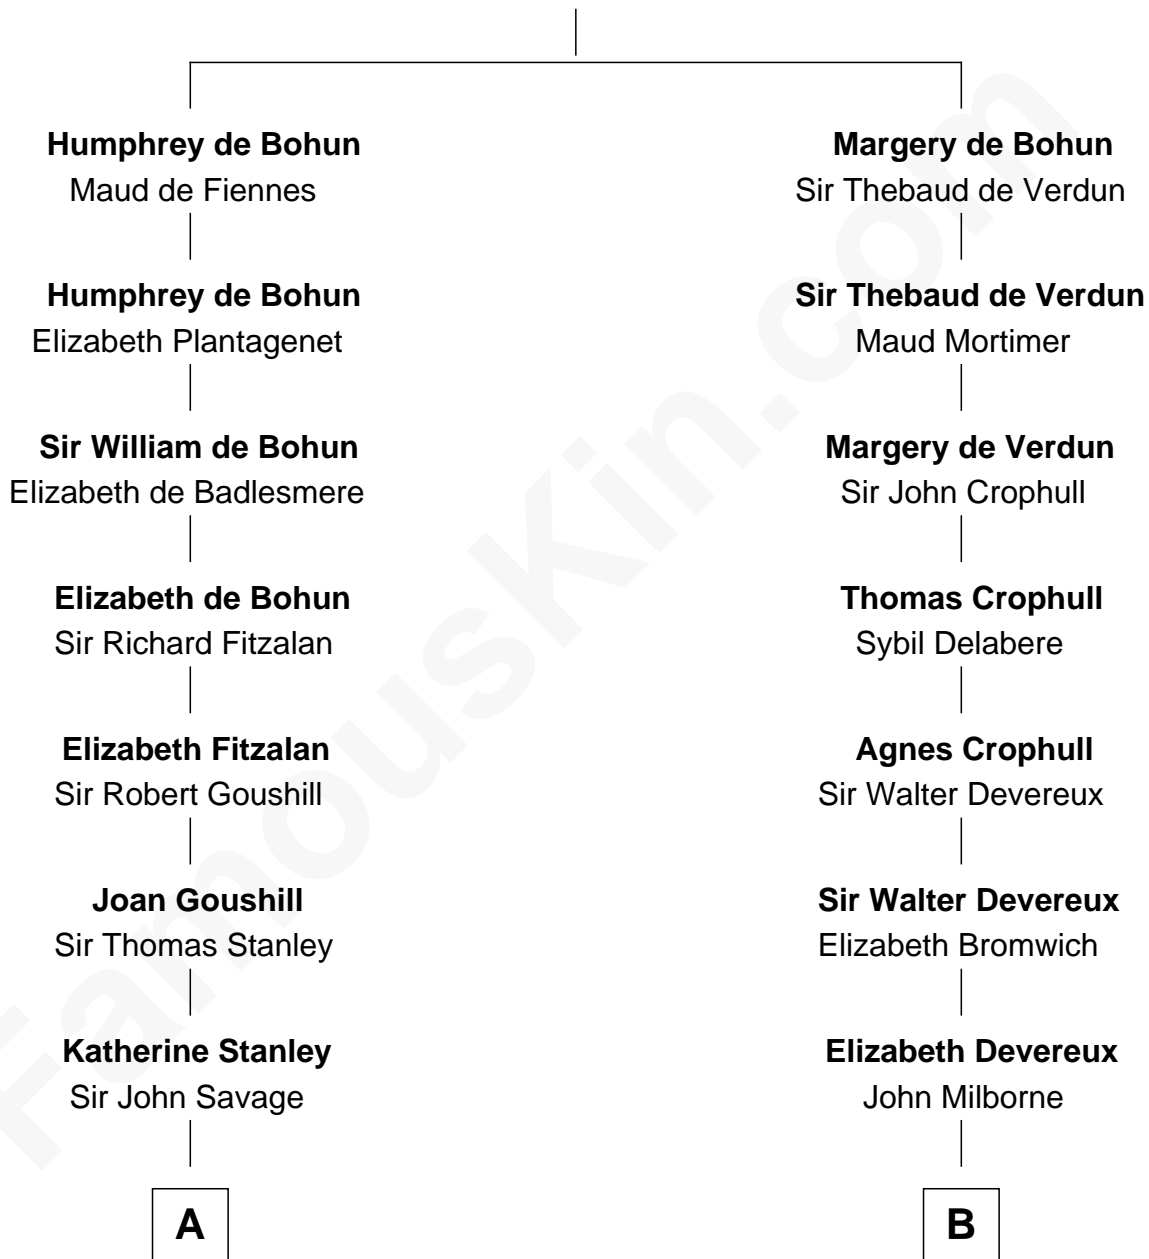 Humphrey de Bohun
Maud de Fiennes
Humphrey de Bohun
Elizabeth Plantagenet
Sir William de Bohun
Elizabeth de Badlesmere
Elizabeth de Bohun
Sir Richard Fitzalan
Elizabeth Fitzalan
Sir Robert Goushill
Joan Goushill
Sir Thomas Stanley
Katherine Stanley
Sir John Savage
A
Margery de Bohun
Sir Thebaud de Verdun
Sir Thebaud de Verdun
Maud Mortimer
Margery de Verdun
Sir John Crophull
Thomas Crophull
Sybil Delabere
Agnes Crophull
Sir Walter Devereux
Sir Walter Devereux
Elizabeth Bromwich
Elizabeth Devereux
John Milborne
B
FamousKin.com